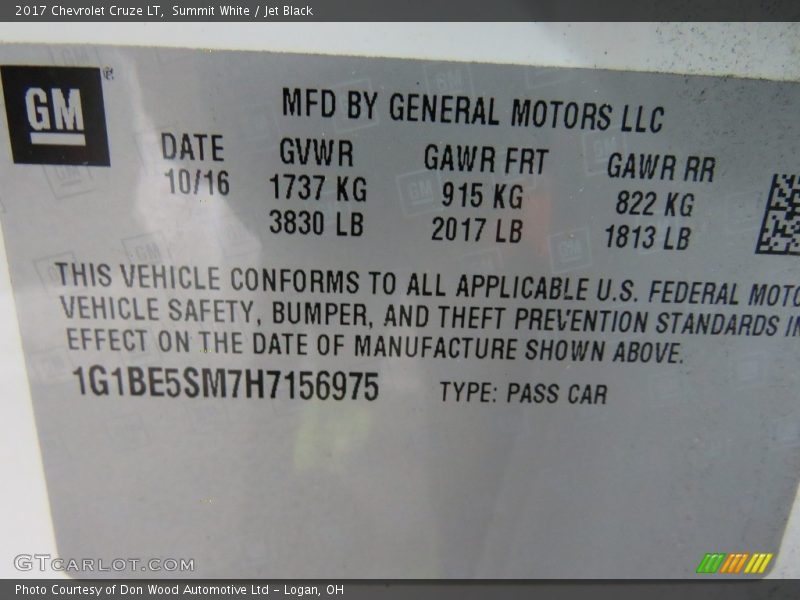 2017 Chevrolet Cruze LT, Summit White / Jet Black
GM
MFD BY GENERAL MOTORS LLC
DATE GVWR GAWR FRT GAWR RR
10/16 1737 KG 915 KG 822 KG
3830 LB 2017 LB 1813 LB
THIS VEHICLE CONFORMS TO ALL APPLICABLE U.S. FEDERAL MOTO
VEHICLE SAFETY, BUMPER, AND THEFT PREVENTION STANDARDS IN
EFFECT ON THE DATE OF MANUFACTURE SHOWN ABOVE.
1G1BE5SM7H7156975 TYPE: PASS CAR
GTCARLOT.COM
Photo Courtesy of Don Wood Automotive Ltd - Logan, OH